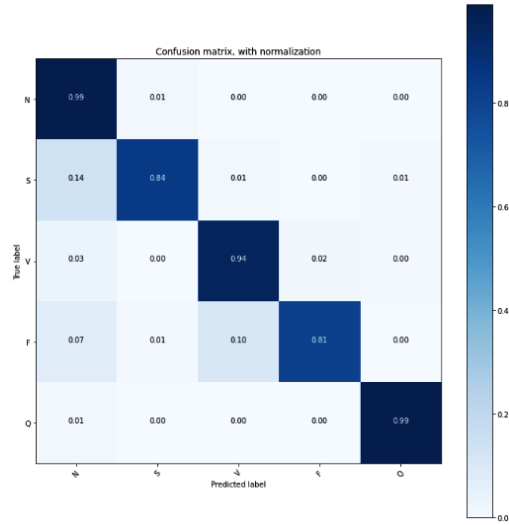 Confusion matrix, with normalization
N 0.99 0.01 0.00 0.00 0.00
S 0.14 0.84 0.01 0.00 0.01
V 0.03 0.00 0.94 0.02 0.00
F 0.07 0.01 0.10 0.81 0.00
Q 0.01 0.00 0.00 0.00 0.99
True label
N S V F Q
Predicted label
0.8
0.6
0.4
0.2
0.0